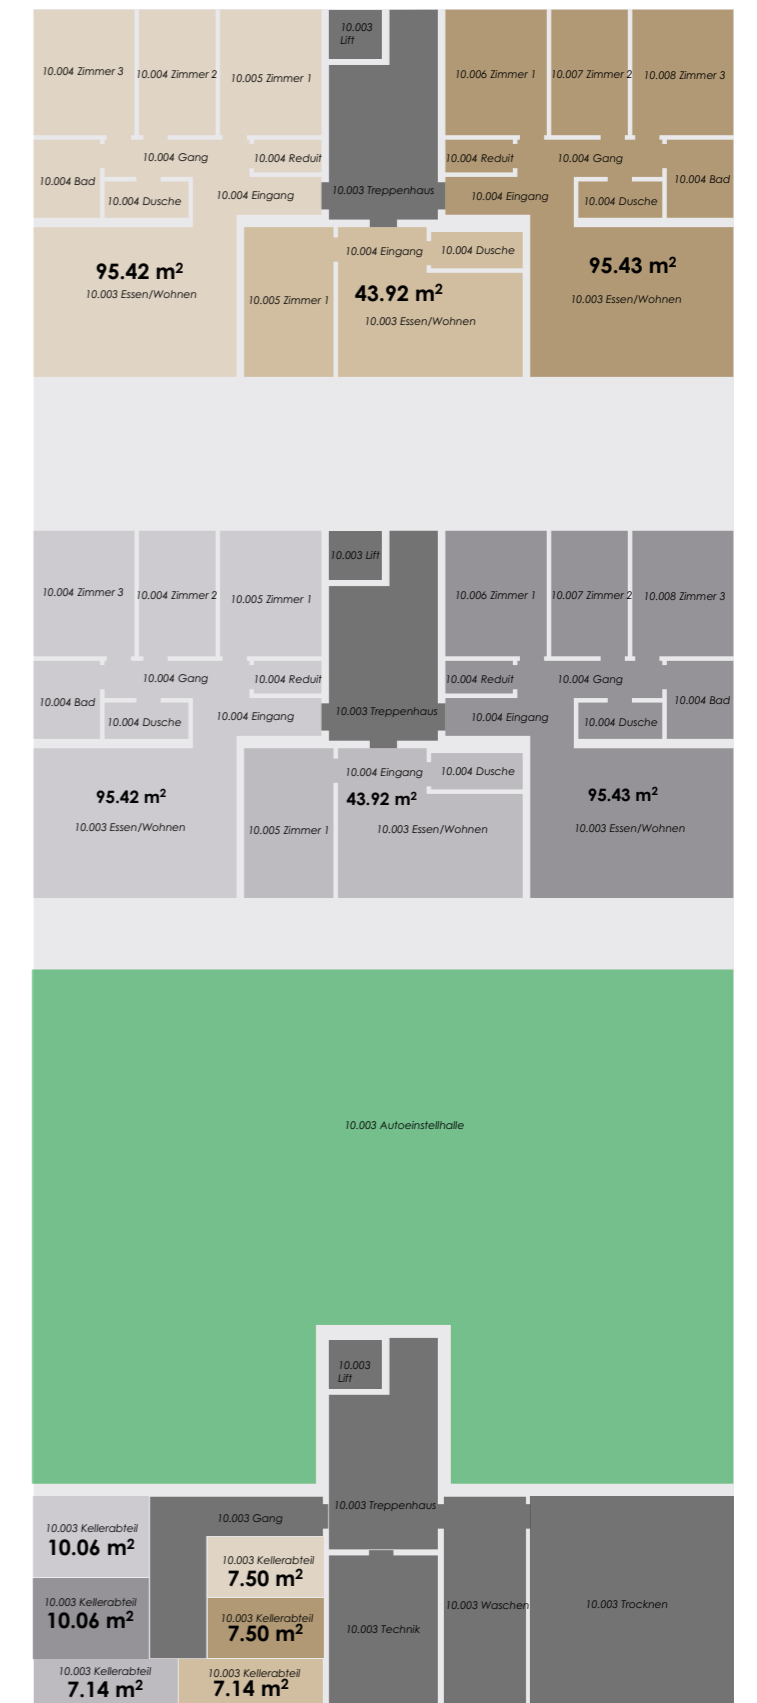 10.003
Lift
10.004 Zimmer 3
10.004 Zimmer 2
10.005 Zimmer 1
10.006 Zimmer 1
10.007 Zimmer 2
10.008 Zimmer 3
10.004 Gang
10.004 Reduit
10.004 Reduit
10.004 Gang
10.004 Bad
10.004 Dusche
10.004 Eingang
10.003 Treppenhaus
10.004 Eingang
10.004 Dusche
10.004 Bad
95.42 m²
10.003 Essen/Wohnen
10.005 Zimmer 1
10.004 Eingang
10.004 Dusche
43.92 m²
10.003 Essen/Wohnen
95.43 m²
10.003 Essen/Wohnen
10.003 Lift
10.004 Zimmer 3
10.004 Zimmer 2
10.005 Zimmer 1
10.006 Zimmer 1
10.007 Zimmer 2
10.008 Zimmer 3
10.004 Gang
10.004 Reduit
10.004 Reduit
10.004 Gang
10.004 Bad
10.004 Dusche
10.004 Eingang
10.003 Treppenhaus
10.004 Eingang
10.004 Dusche
10.004 Bad
95.42 m²
10.003 Essen/Wohnen
10.005 Zimmer 1
10.004 Eingang
10.004 Dusche
43.92 m²
10.003 Essen/Wohnen
95.43 m²
10.003 Essen/Wohnen
10.003 Autoeinstellhalle
10.003
Lift
10.003 Treppenhaus
10.003 Gang
10.003 Kellerabteil
10.06 m²
10.003 Kellerabteil
7.50 m²
10.003 Kellerabteil
10.06 m²
10.003 Kellerabteil
7.50 m²
10.003 Waschen
10.003 Trocknen
10.003 Technik
10.003 Kellerabteil
7.14 m²
10.003 Kellerabteil
7.14 m²